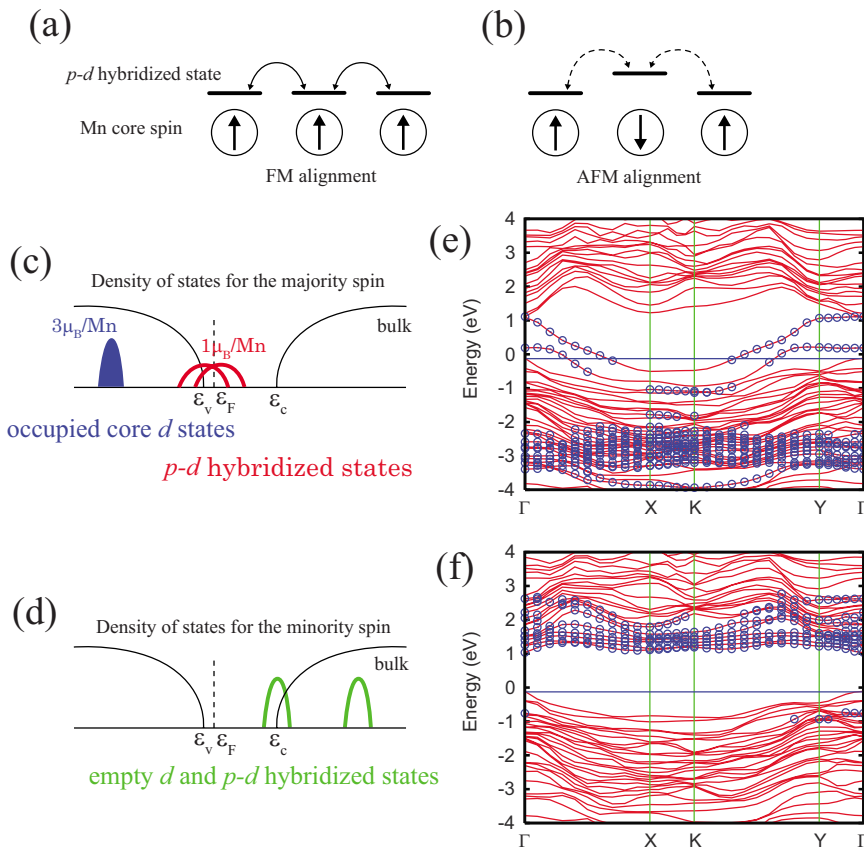 (a)
p-d hybridized state
Mn core spin
FM alignment
(b)
AFM alignment
(c)
Density of states for the majority spin
3μB/Mn
1μB/Mn
bulk
εv
εF
εc
occupied core d states
p-d hybridized states
(d)
Density of states for the minority spin
bulk
εv
εF
εc
empty d and p-d hybridized states
(e)
Energy (eV)
4
3
2
1
0
-1
-2
-3
-4
Γ X K Y Γ
(f)
Energy (eV)
4
3
2
1
0
-1
-2
-3
-4
Γ X K Y Γ